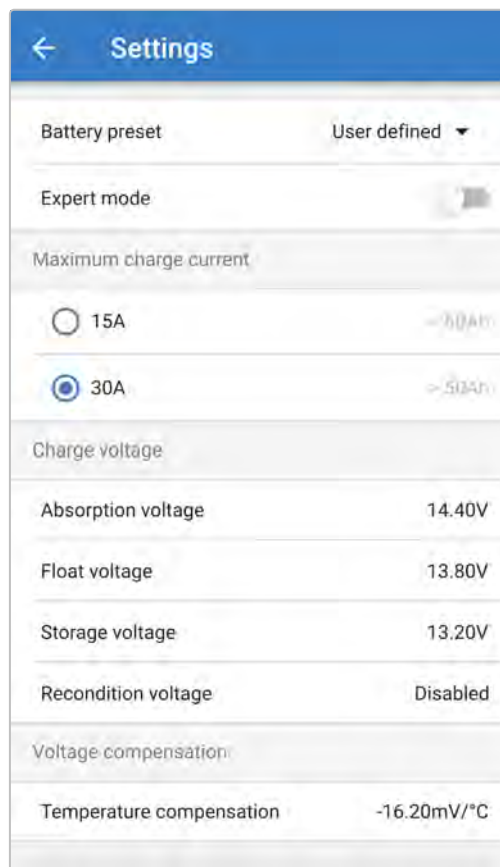 Settings
Battery preset User defined
Expert mode
Maximum charge current
15A
30A
Charge voltage
Absorption voltage 14.40V
Float voltage 13.80V
Storage voltage 13.20V
Recondition voltage Disabled
Voltage compensation
Temperature compensation -16.20mV/°C